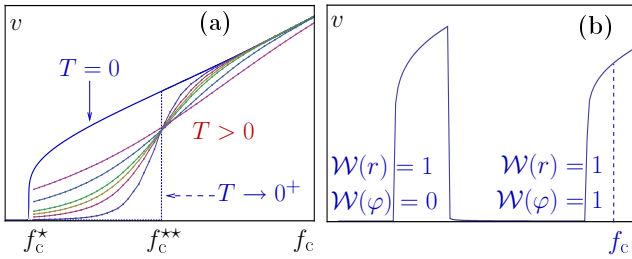 v
(a)
T = 0
T > 0
T → 0⁺
f_c^⋆
f_c^⋆⋆
f_c
v
(b)
𝒲(r) = 1
𝒲(φ) = 0
𝒲(r) = 1
𝒲(φ) = 1
f_c